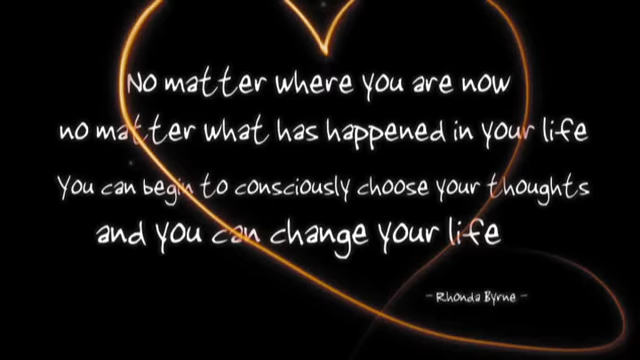 No matter where you are now
no matter what has happened in your life
You can begin to consciously choose your thoughts
and you can change your life
- Rhonda Byrne -